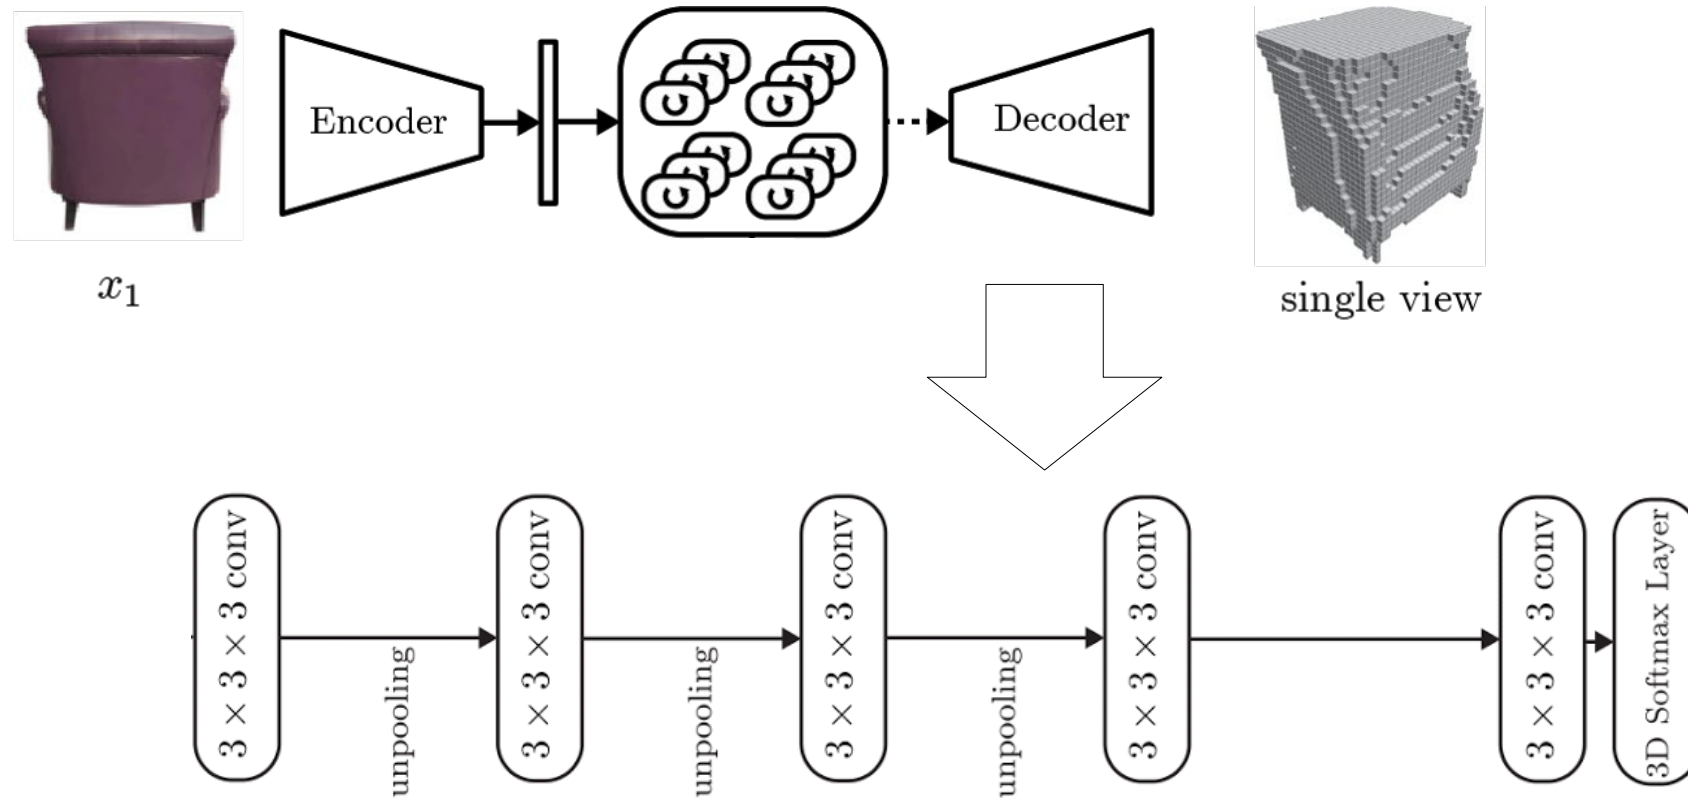 Encoder
Decoder
x₁
single view
3 × 3 × 3 conv
unpooling
3 × 3 × 3 conv
unpooling
3 × 3 × 3 conv
unpooling
3 × 3 × 3 conv
3 × 3 × 3 conv
3D Softmax Layer